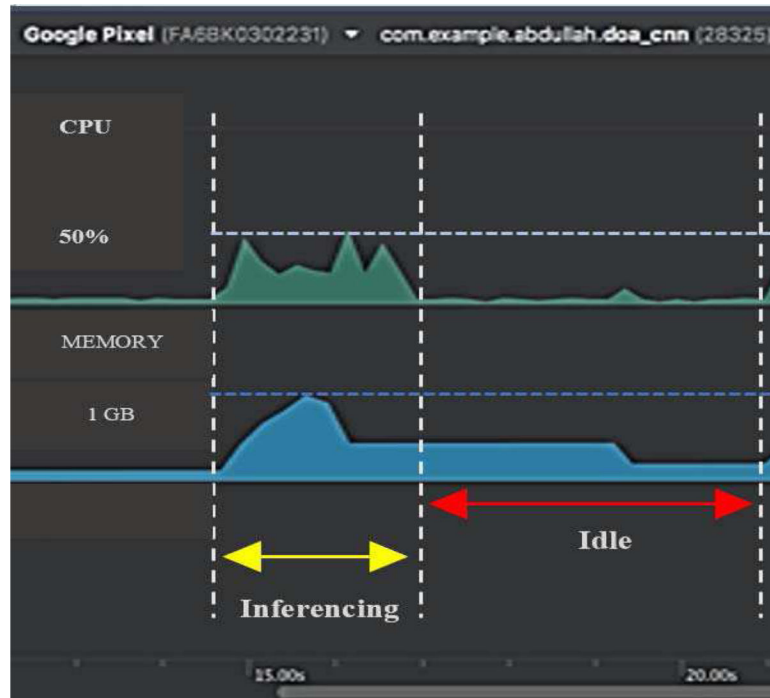 Google Pixel (FA6BK0302231) com.example.abdullah.doa_cnn (28325)
CPU
50%
MEMORY
1 GB
Idle
Inferencing
15.00s 20.00s